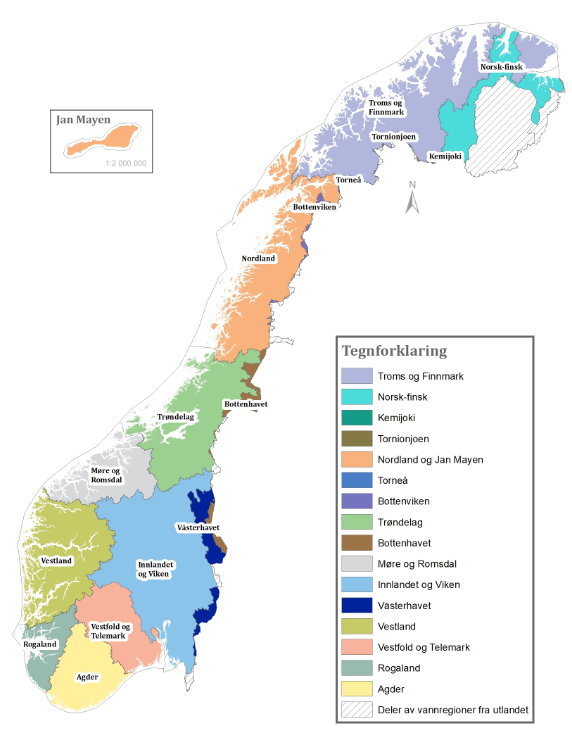 Norsk-finsk
Troms og
Finnmark
Jan Mayen
1:2 000 000
Tornionjoen
Kemijoki
Torneå
N
Bottenviken
Nordland
Tegnforklaring
Troms og Finnmark
Norsk-finsk
Kemijoki
Tornionjoen
Nordland og Jan Mayen
Torneå
Bottenviken
Trøndelag
Bottenhavet
Møre og Romsdal
Innlandet og Viken
Västerhavet
Vestland
Vestfold og Telemark
Rogaland
Agder
Deler av vannregioner fra utlandet
Bottenhavet
Trøndelag
Møre og
Romsdal
Västerhavet
Vestland
Innlandet
og Viken
Vestfold og
Telemark
Rogaland
Agder